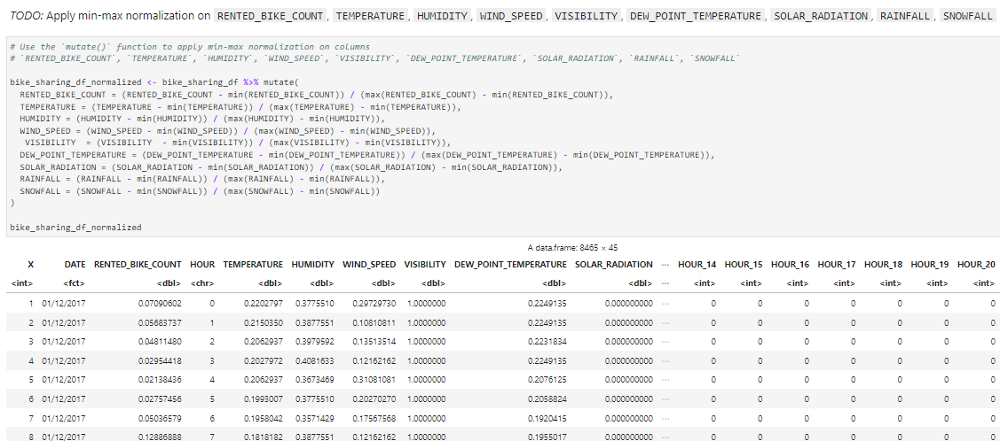 TODO: Apply min-max normalization on RENTED_BIKE_COUNT, TEMPERATURE, HUMIDITY, WIND_SPEED, VISIBILITY, DEW_POINT_TEMPERATURE, SOLAR_RADIATION, RAINFALL, SNOWFALL
# Use the `mutate()` function to apply min-max normalization on columns
# `RENTED_BIKE_COUNT`, `TEMPERATURE`, `HUMIDITY`, `WIND_SPEED`, `VISIBILITY`, `DEW_POINT_TEMPERATURE`, `SOLAR_RADIATION`, `RAINFALL`, `SNOWFALL`
bike_sharing_df_normalized <- bike_sharing_df %>% mutate(
RENTED_BIKE_COUNT = (RENTED_BIKE_COUNT - min(RENTED_BIKE_COUNT)) / (max(RENTED_BIKE_COUNT) - min(RENTED_BIKE_COUNT)),
TEMPERATURE = (TEMPERATURE - min(TEMPERATURE)) / (max(TEMPERATURE) - min(TEMPERATURE)),
HUMIDITY = (HUMIDITY - min(HUMIDITY)) / (max(HUMIDITY) - min(HUMIDITY)),
WIND_SPEED = (WIND_SPEED - min(WIND_SPEED)) / (max(WIND_SPEED) - min(WIND_SPEED)),
VISIBILITY  = (VISIBILITY  - min(VISIBILITY)) / (max(VISIBILITY) - min(VISIBILITY)),
DEW_POINT_TEMPERATURE = (DEW_POINT_TEMPERATURE - min(DEW_POINT_TEMPERATURE)) / (max(DEW_POINT_TEMPERATURE) - min(DEW_POINT_TEMPERATURE)),
SOLAR_RADIATION = (SOLAR_RADIATION - min(SOLAR_RADIATION)) / (max(SOLAR_RADIATION) - min(SOLAR_RADIATION)),
RAINFALL = (RAINFALL - min(RAINFALL)) / (max(RAINFALL) - min(RAINFALL)),
SNOWFALL = (SNOWFALL - min(SNOWFALL)) / (max(SNOWFALL) - min(SNOWFALL))
)
bike_sharing_df_normalized
A data.frame: 8465 × 45
X DATE RENTED_BIKE_COUNT HOUR TEMPERATURE HUMIDITY WIND_SPEED VISIBILITY DEW_POINT_TEMPERATURE SOLAR_RADIATION ⋯ HOUR_14 HOUR_15 HOUR_16 HOUR_17 HOUR_18 HOUR_19 HOUR_20
<int> <fct> <dbl> <chr> <dbl> <dbl> <dbl> <dbl> <dbl> <dbl> ⋯ <int> <int> <int> <int> <int> <int> <int>
1 01/12/2017 0.07090602 0 0.2202797 0.3775510 0.29729730 1.0000000 0.2249135 0.000000000 ⋯ 0 0 0 0 0 0 0
2 01/12/2017 0.05683737 1 0.2150350 0.3877551 0.10810811 1.0000000 0.2249135 0.000000000 ⋯ 0 0 0 0 0 0 0
3 01/12/2017 0.04811480 2 0.2062937 0.3979592 0.13513514 1.0000000 0.2231834 0.000000000 ⋯ 0 0 0 0 0 0 0
4 01/12/2017 0.02954418 3 0.2027972 0.4081633 0.12162162 1.0000000 0.2249135 0.000000000 ⋯ 0 0 0 0 0 0 0
5 01/12/2017 0.02138436 4 0.2062937 0.3673469 0.31081081 1.0000000 0.2076125 0.000000000 ⋯ 0 0 0 0 0 0 0
6 01/12/2017 0.02757456 5 0.1993007 0.3775510 0.20270270 1.0000000 0.2058824 0.000000000 ⋯ 0 0 0 0 0 0 0
7 01/12/2017 0.05036579 6 0.1958042 0.3571429 0.17567568 1.0000000 0.1920415 0.000000000 ⋯ 0 0 0 0 0 0 0
8 01/12/2017 0.12886888 7 0.1818182 0.3877551 0.12162162 1.0000000 0.1955017 0.000000000 ⋯ 0 0 0 0 0 0 0